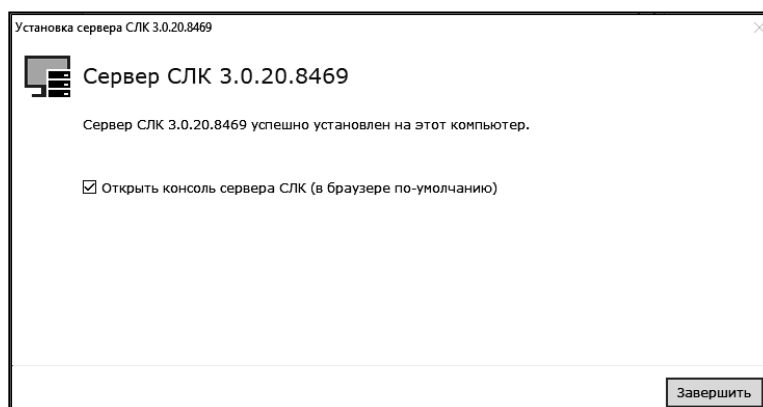 Установка сервера СЛК 3.0.20.8469
Сервер СЛК 3.0.20.8469
Сервер СЛК 3.0.20.8469 успешно установлен на этот компьютер.
Открыть консоль сервера СЛК (в браузере по-умолчанию)
Завершить